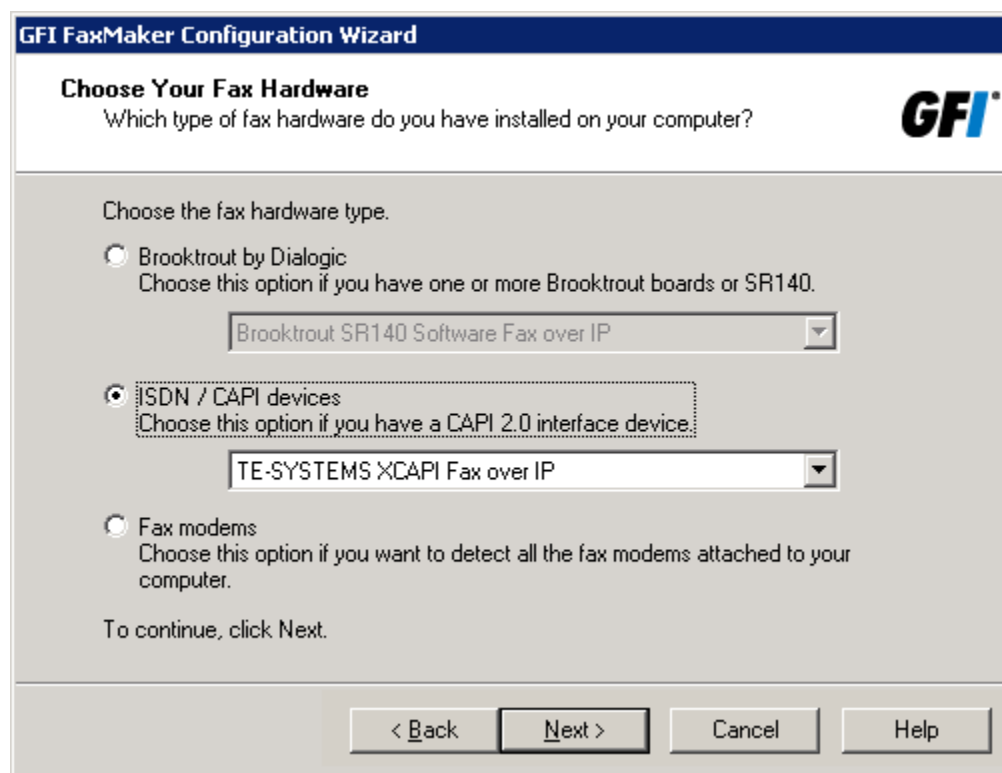 GFI FaxMaker Configuration Wizard
Choose Your Fax Hardware
Which type of fax hardware do you have installed on your computer?
GFI
Choose the fax hardware type.
Brooktrout by Dialogic
Choose this option if you have one or more Brooktrout boards or SR140.
Brooktrout SR140 Software Fax over IP
ISDN / CAPI devices
Choose this option if you have a CAPI 2.0 interface device.
TE-SYSTEMS XCAPI Fax over IP
Fax modems
Choose this option if you want to detect all the fax modems attached to your
computer.
To continue, click Next.
< Back Next > Cancel Help